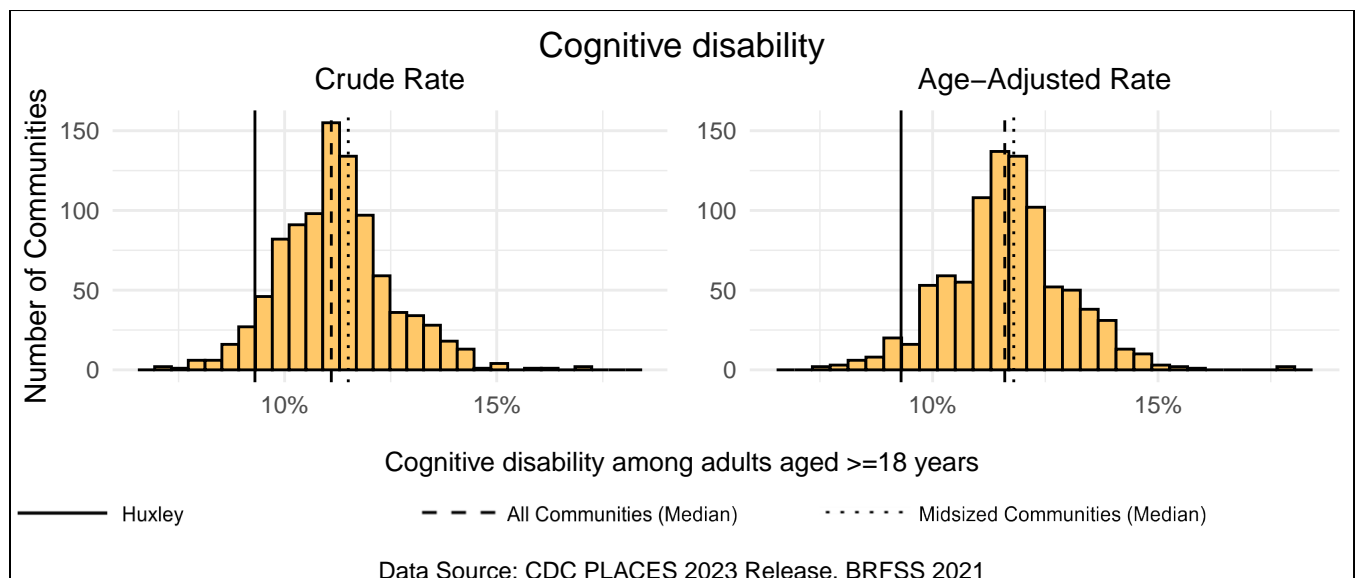 Cognitive disability
Crude Rate
Age−Adjusted Rate
Number of Communities
150
100
50
0
10%
15%
150
100
50
0
10%
15%
Cognitive disability among adults aged >=18 years
Huxley
All Communities (Median)
Midsized Communities (Median)
Data Source: CDC PLACES 2023 Release, BRFSS 2021